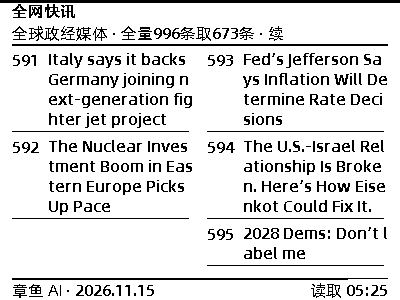 全网快讯
全球政经媒体 · 全量996条取673条 · 续
591 Italy says it backs
Germany joining n
ext-generation fig
hter jet project
592 The Nuclear Inves
tment Boom in Eas
tern Europe Picks
Up Pace
593 Fed's Jefferson Sa
ys Inflation Will De
termine Rate Deci
sions
594 The U.S.-Israel Rel
ationship Is Broke
n. Here's How Eise
nkot Could Fix It.
595 2028 Dems: Don't l
abel me
章鱼 AI · 2026.11.15
读取 05:25